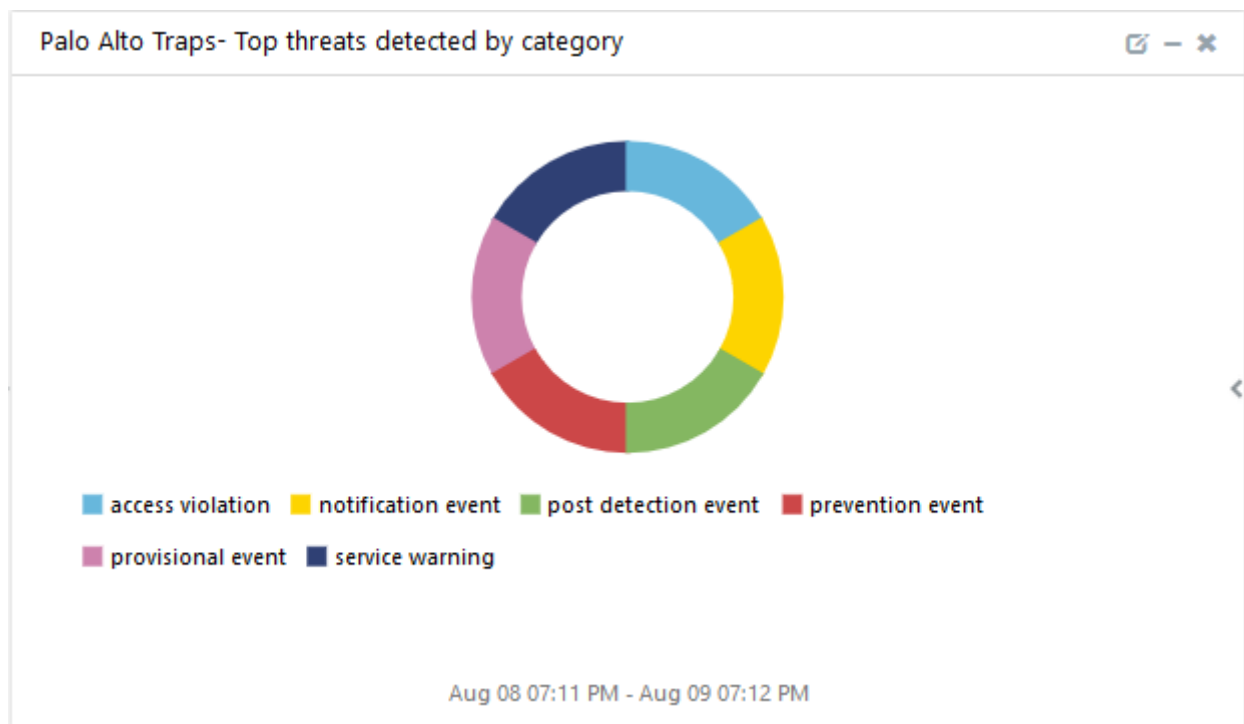 Palo Alto Traps- Top threats detected by category
access violation notification event post detection event prevention event
provisional event service warning
Aug 08 07:11 PM - Aug 09 07:12 PM